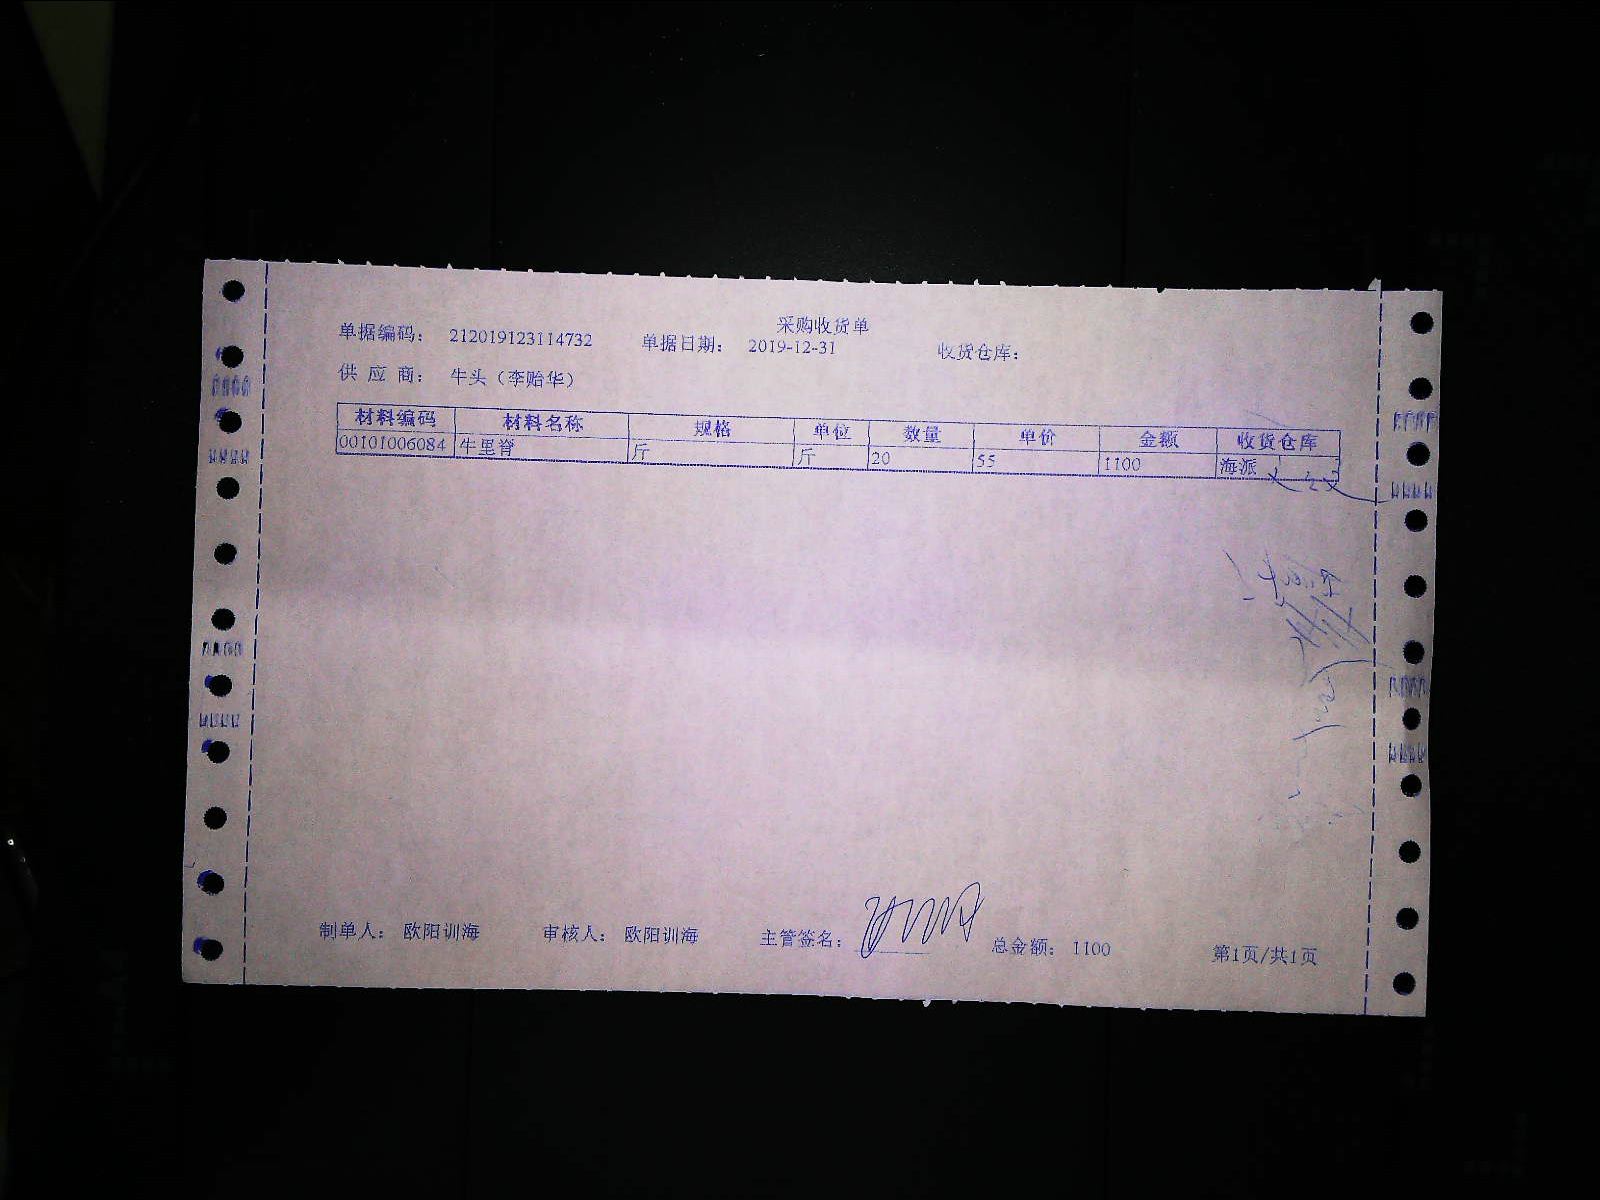 采购收货单
单据编码： 212019123114732 单据日期： 2019-12-31 收货仓库：
供 应 商： 牛头（李贻华）
材料编码 材料名称 规格 单位 数量 单价 金额 收货仓库
00101006084 牛里脊 斤 斤 20 55 1100 海派
制单人： 欧阳训海 审核人： 欧阳训海 主管签名： 总金额： 1100 第1页/共1页